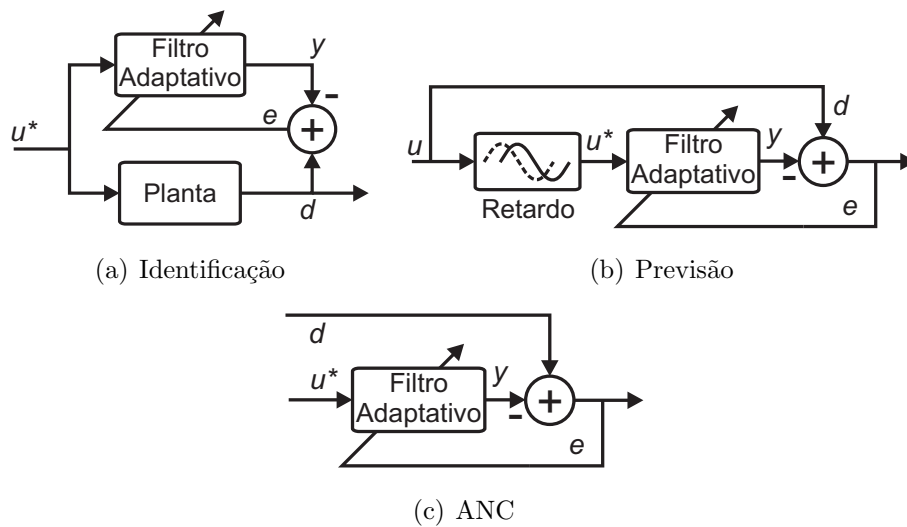 Filtro
Adaptativo
y
-
e
+
u*
Planta
d
(a) Identificação
d
u
u*
Filtro
Adaptativo
y
-
+
Retardo
e
(b) Previsão
d
u*
Filtro
Adaptativo
y
-
+
e
(c) ANC